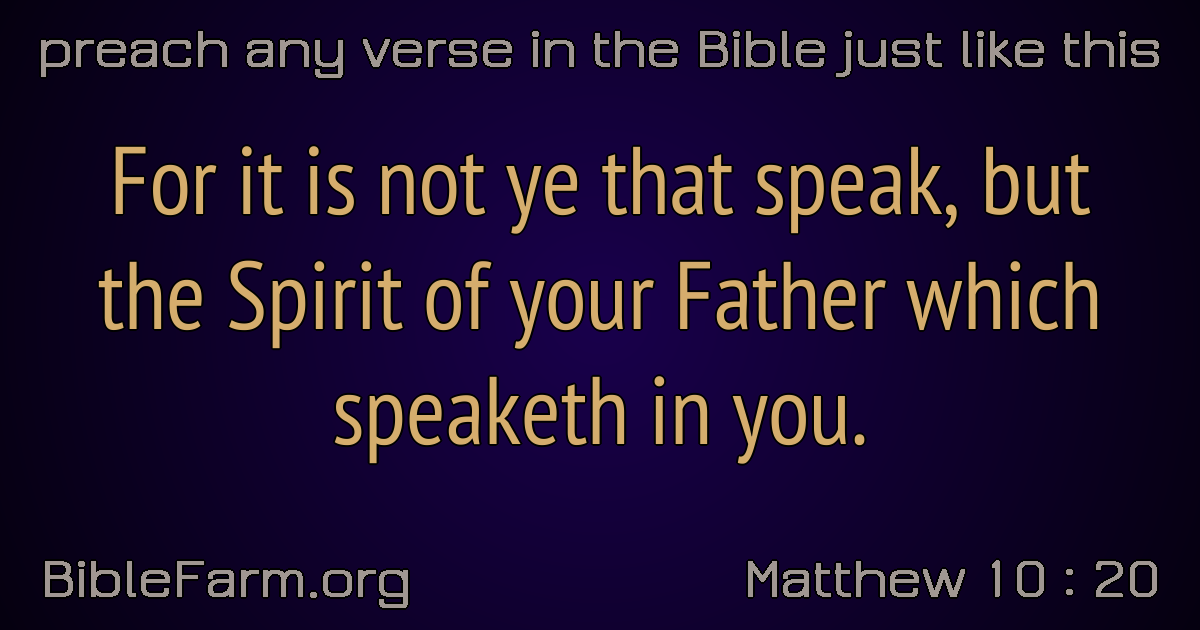 preach any verse in the Bible just like this
For it is not ye that speak, but
the Spirit of your Father which
speaketh in you.
BibleFarm.org
Matthew 10 : 20